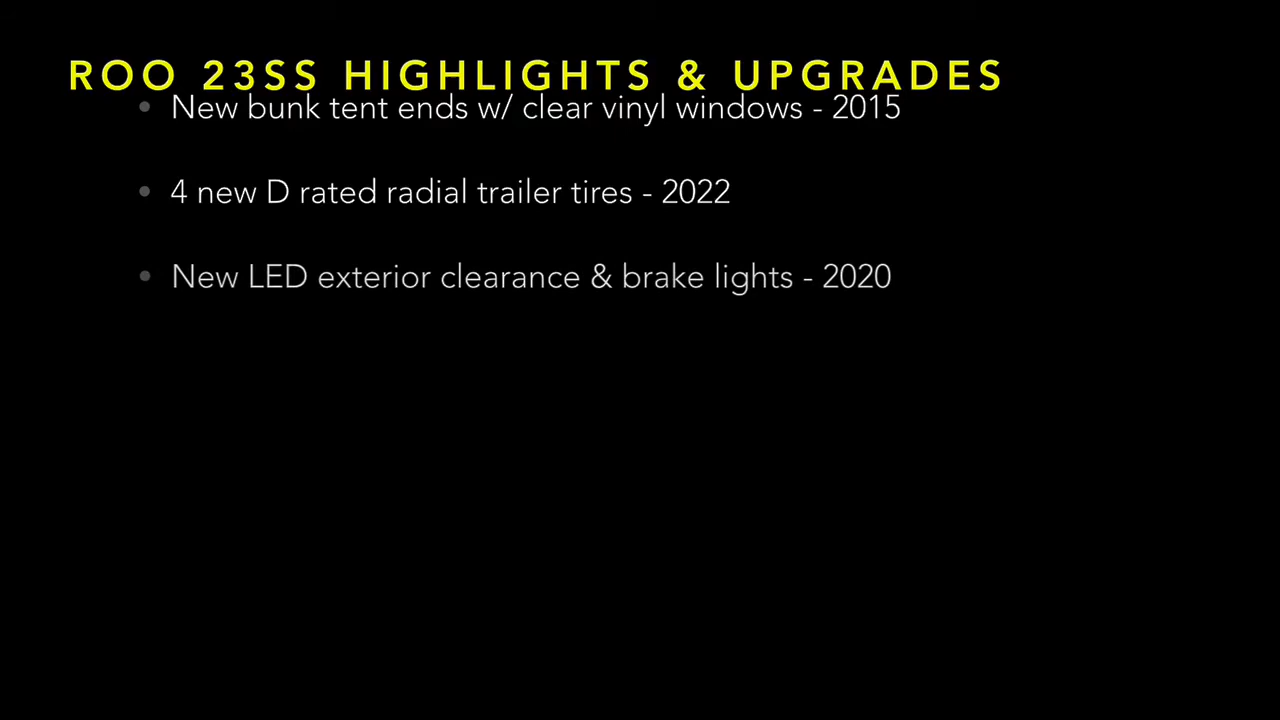 ROO 23SS HIGHLIGHTS & UPGRADES
• New bunk tent ends w/ clear vinyl windows - 2015
• 4 new D rated radial trailer tires - 2022
• New LED exterior clearance & brake lights - 2020